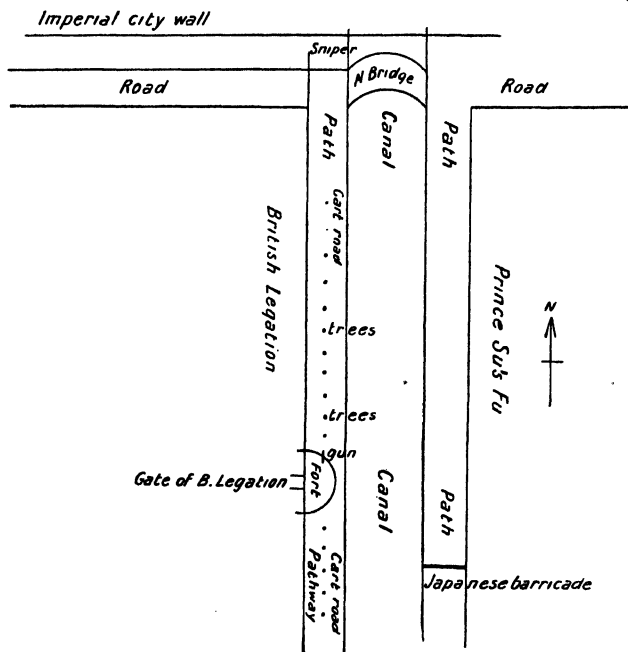 Imperial city wall
Sniper
N Bridge
Road
Road
Path
Canal
Path
Cart road
British Legation
Prince Su's Fu
N
trees
trees
gun
Fort
Gate of B. Legation
Canal
Path
Cart road
Pathway
Japanese barricade